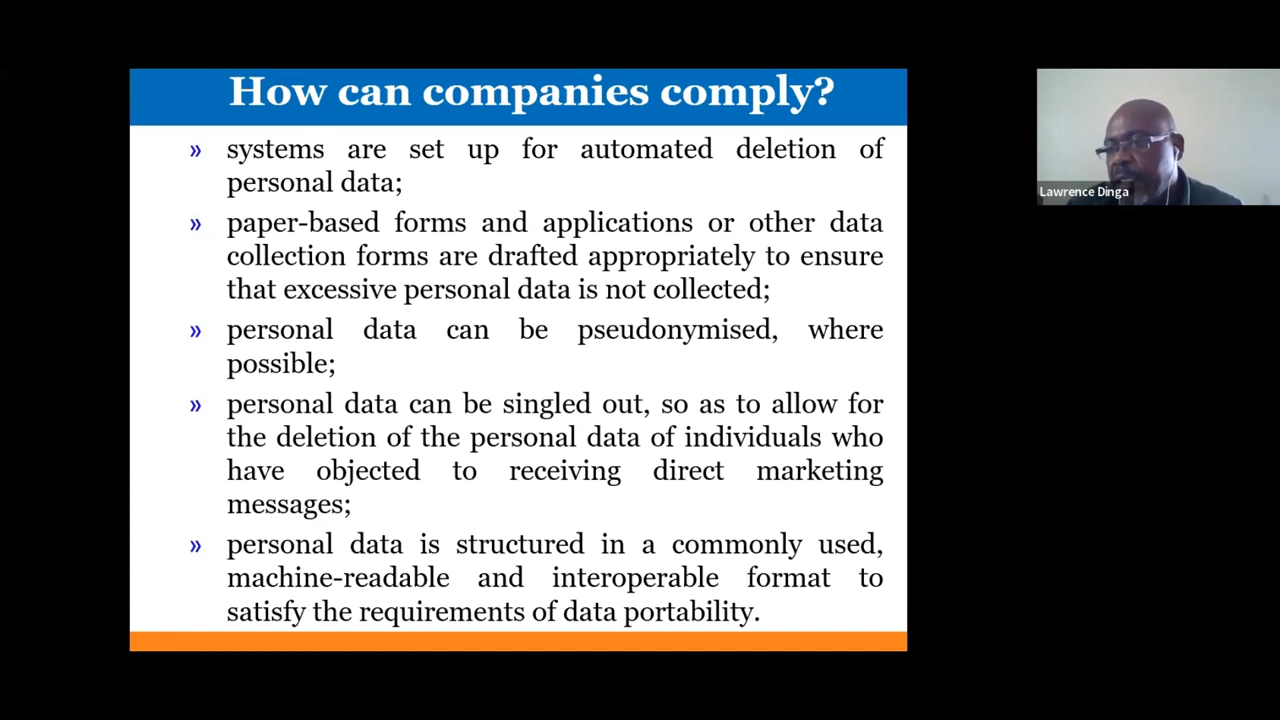 How can companies comply?
» systems are set up for automated deletion of
personal data;
» paper-based forms and applications or other data
collection forms are drafted appropriately to ensure
that excessive personal data is not collected;
» personal data can be pseudonymised, where
possible;
» personal data can be singled out, so as to allow for
the deletion of the personal data of individuals who
have objected to receiving direct marketing
messages;
» personal data is structured in a commonly used,
machine-readable and interoperable format to
satisfy the requirements of data portability.
Lawrence Dinga